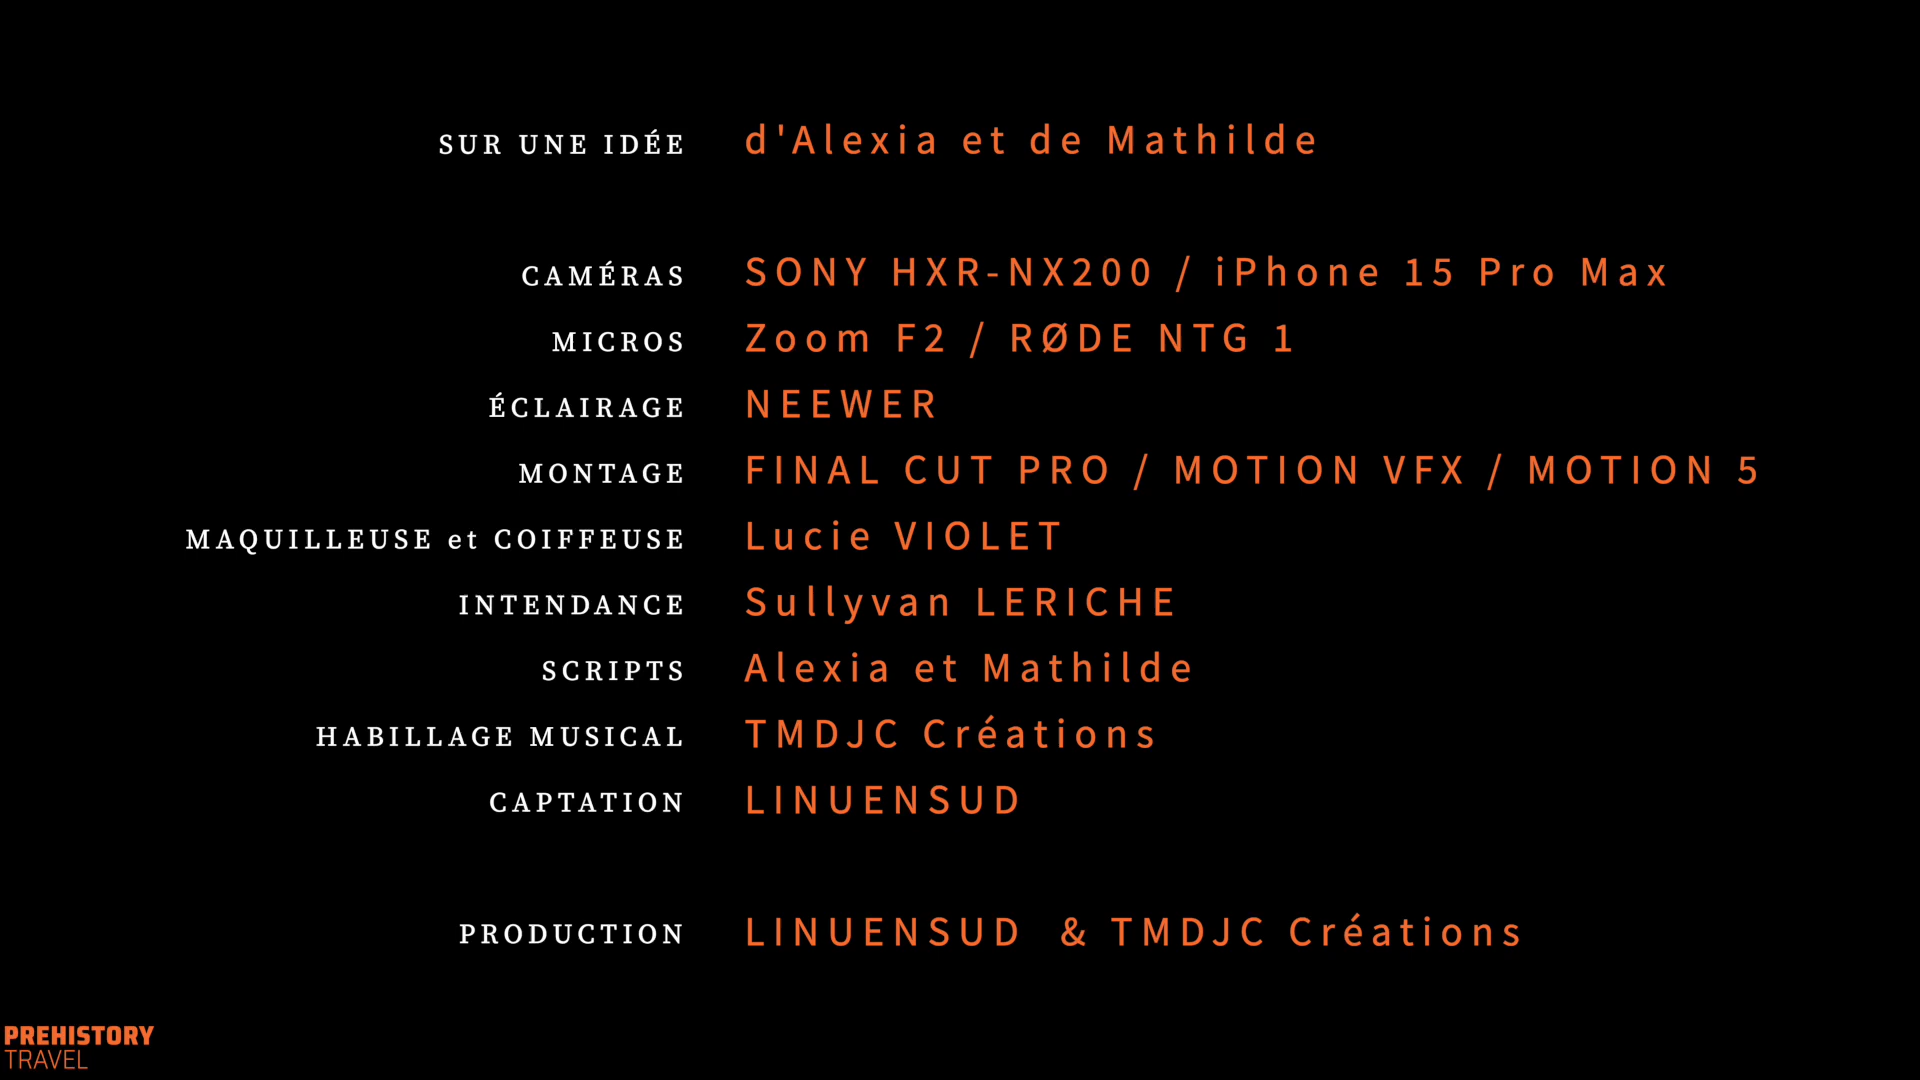 SUR UNE IDÉE d'Alexia et de Mathilde
CAMÉRAS SONY HXR-NX200 / iPhone 15 Pro Max
MICROS Zoom F2 / RØDE NTG 1
ÉCLAIRAGE NEEWER
MONTAGE FINAL CUT PRO / MOTION VFX / MOTION 5
MAQUILLEUSE et COIFFEUSE Lucie VIOLET
INTENDANCE Sullyvan LERICHE
SCRIPTS Alexia et Mathilde
HABILLAGE MUSICAL TMDJC Créations
CAPTATION LINUENSUD
PRODUCTION LINUENSUD & TMDJC Créations
PREHISTORY
TRAVEL